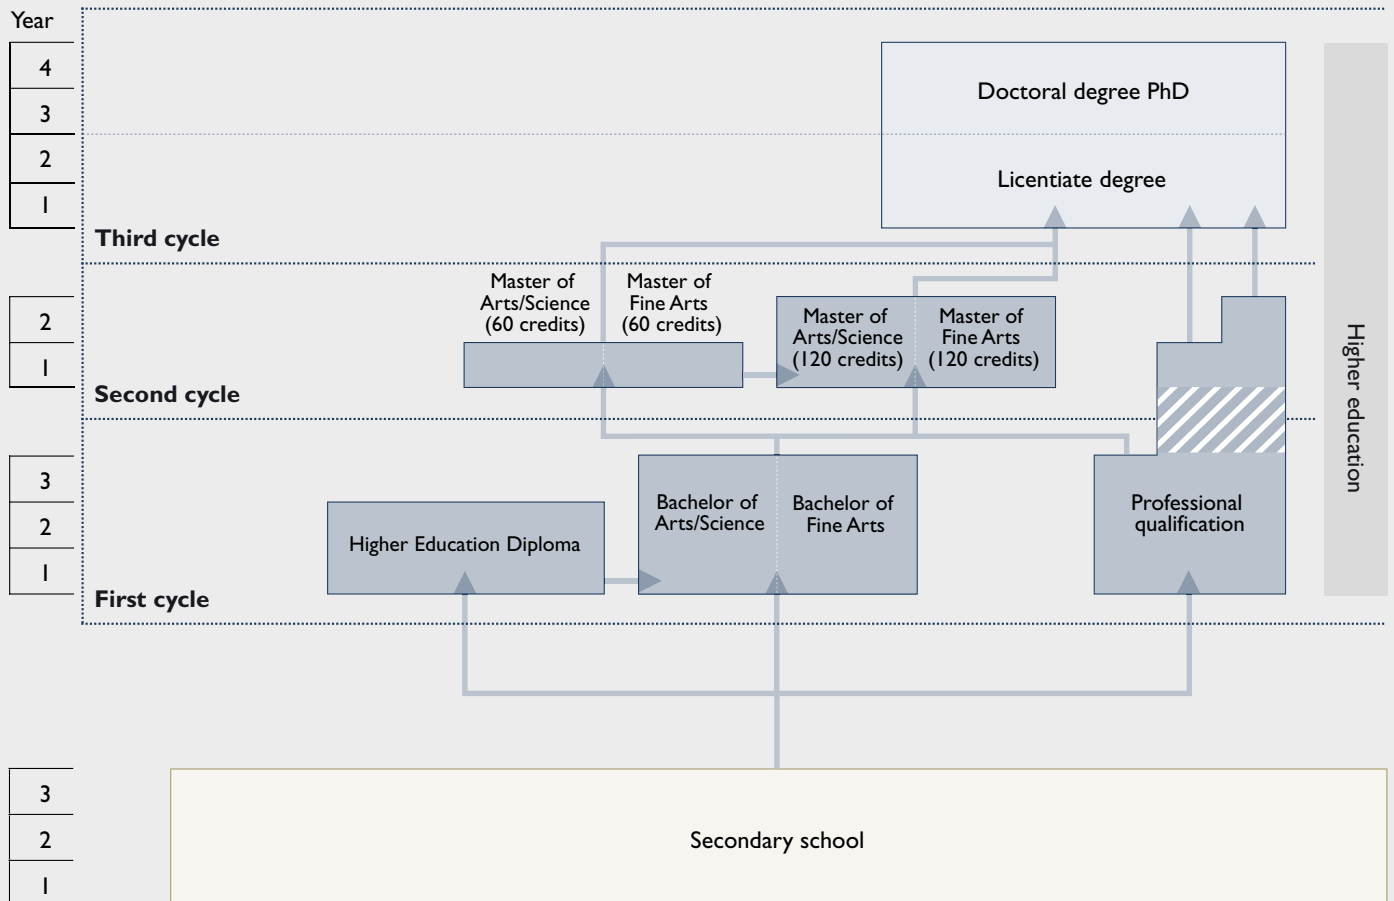 Year
4
3
2
1
Doctoral degree PhD
Licentiate degree
Third cycle
2
1
Master of
Arts/Science
(60 credits)
Master of
Fine Arts
(60 credits)
Master of
Arts/Science
(120 credits)
Master of
Fine Arts
(120 credits)
Second cycle
3
2
1
Higher Education Diploma
Bachelor of
Arts/Science
Bachelor of
Fine Arts
Professional
qualification
First cycle
Higher education
3
2
1
Secondary school